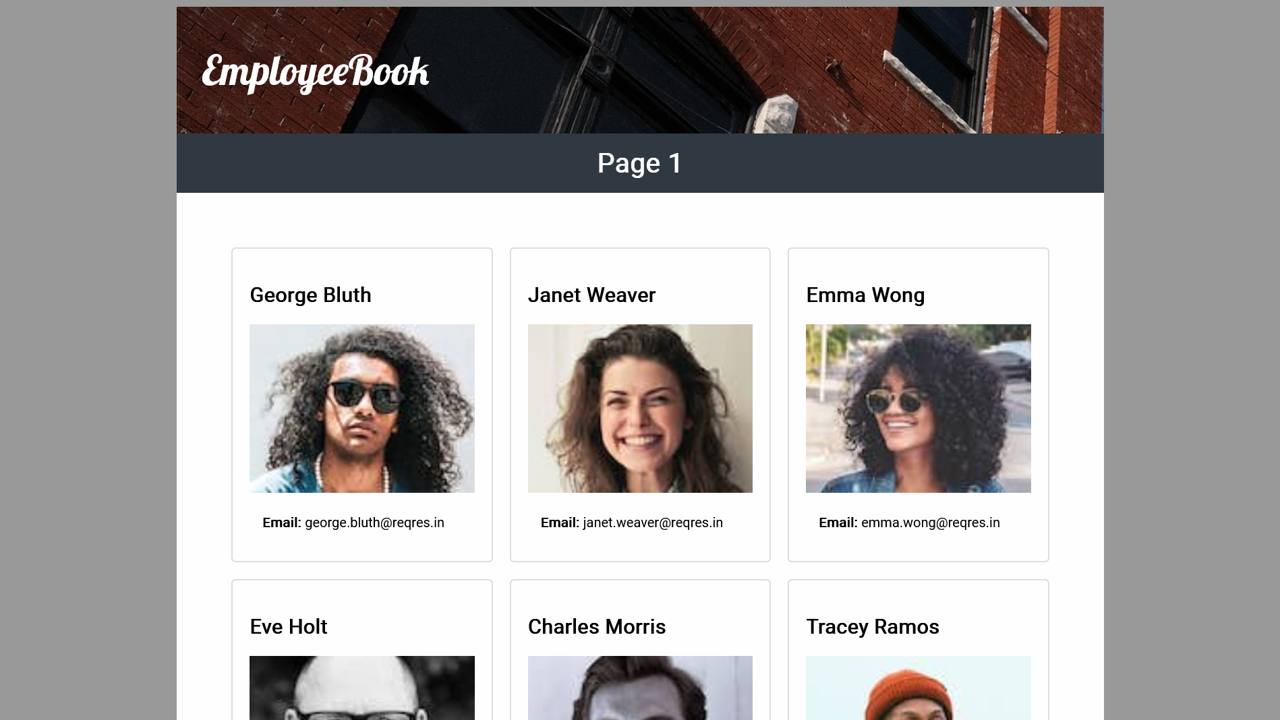 EmployeeBook
Page 1
George Bluth
Janet Weaver
Emma Wong
Email: george.bluth@reqres.in
Email: janet.weaver@reqres.in
Email: emma.wong@reqres.in
Eve Holt
Charles Morris
Tracey Ramos